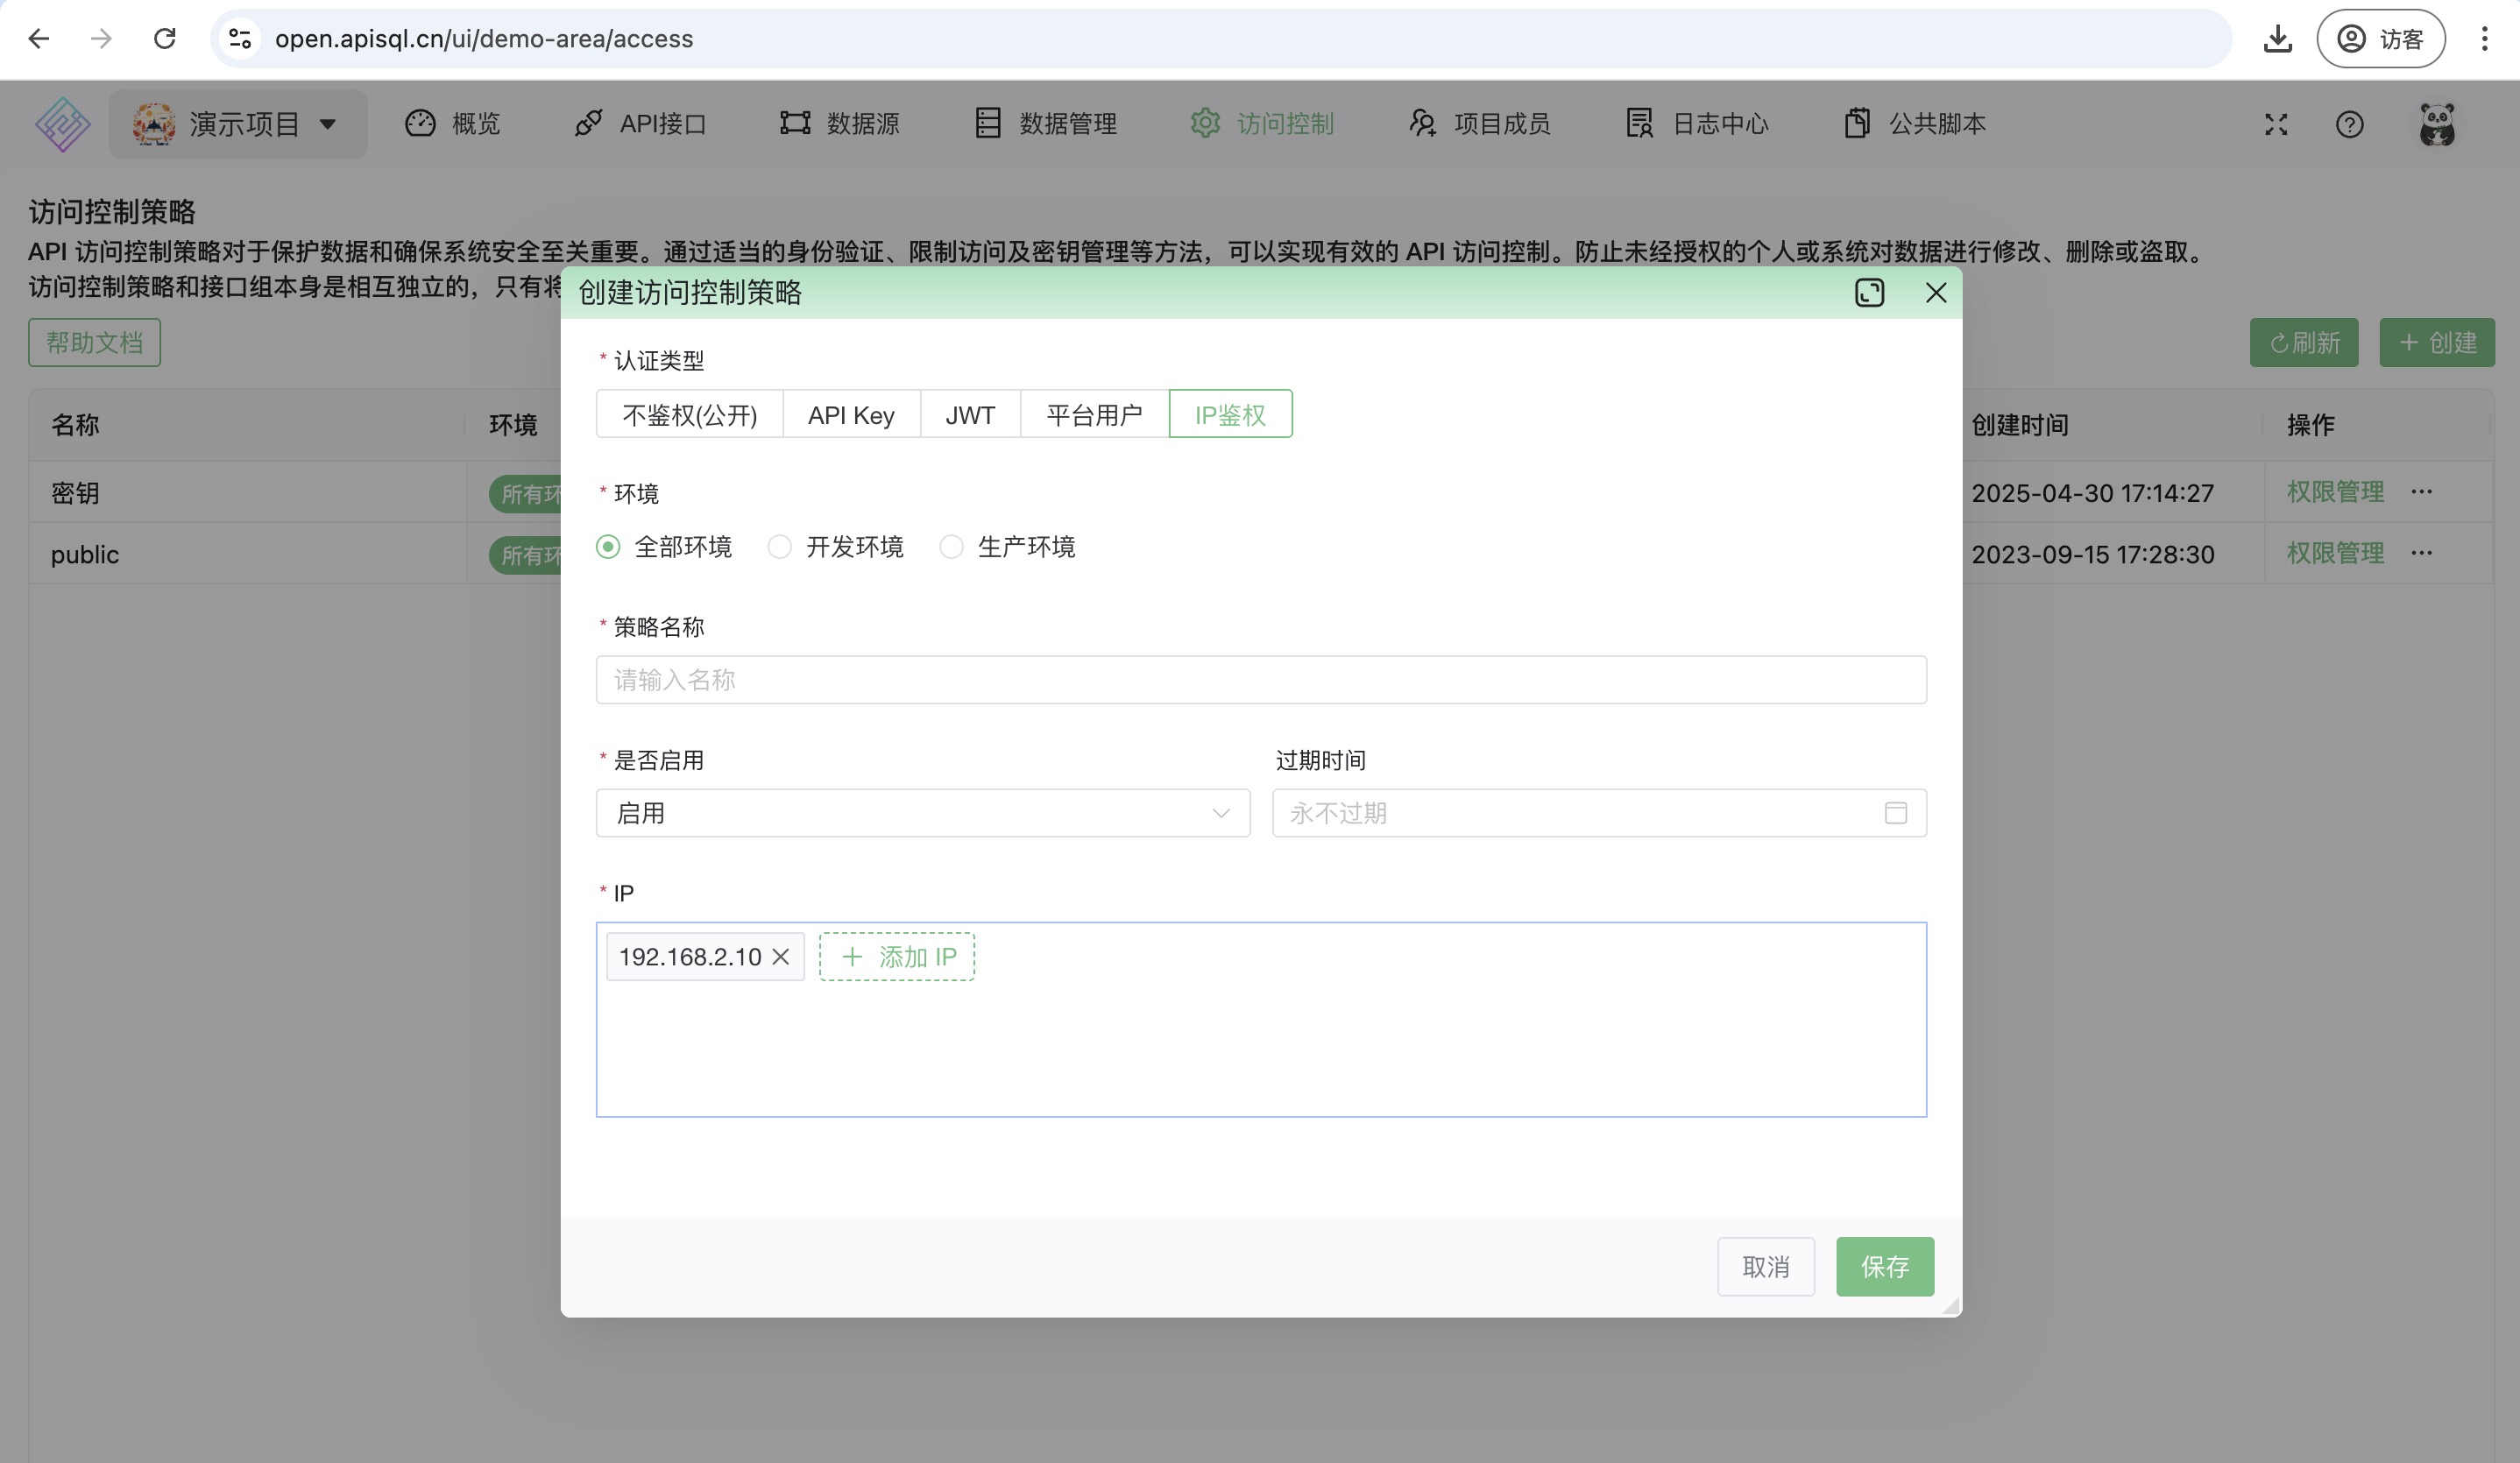 open.apisql.cn/ui/demo-area/access
访客
演示项目
概览
API接口
数据源
数据管理
访问控制
项目成员
日志中心
公共脚本
访问控制策略
API 访问控制策略对于保护数据和确保系统安全至关重要。通过适当的身份验证、限制访问及密钥管理等方法，可以实现有效的 API 访问控制。防止未经授权的个人或系统对数据进行修改、删除或盗取。
访问控制策略和接口组本身是相互独立的，只有将
帮助文档
刷新
创建
名称
环境
创建时间
操作
密钥
所有环
2025-04-30 17:14:27
权限管理
public
所有环
2023-09-15 17:28:30
权限管理
创建访问控制策略
* 认证类型
不鉴权(公开)
API Key
JWT
平台用户
IP鉴权
* 环境
全部环境
开发环境
生产环境
* 策略名称
请输入名称
* 是否启用
过期时间
启用
永不过期
* IP
192.168.2.10
添加 IP
取消
保存